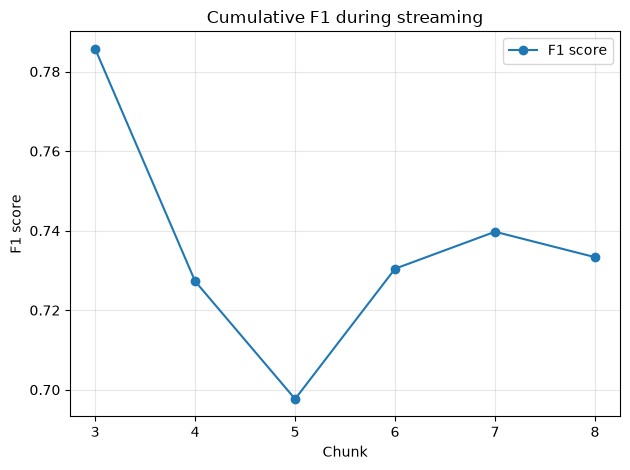 Cumulative F1 during streaming
F1 score
0.78
0.76
0.74
0.72
0.70
F1 score
3 4 5 6 7 8
Chunk